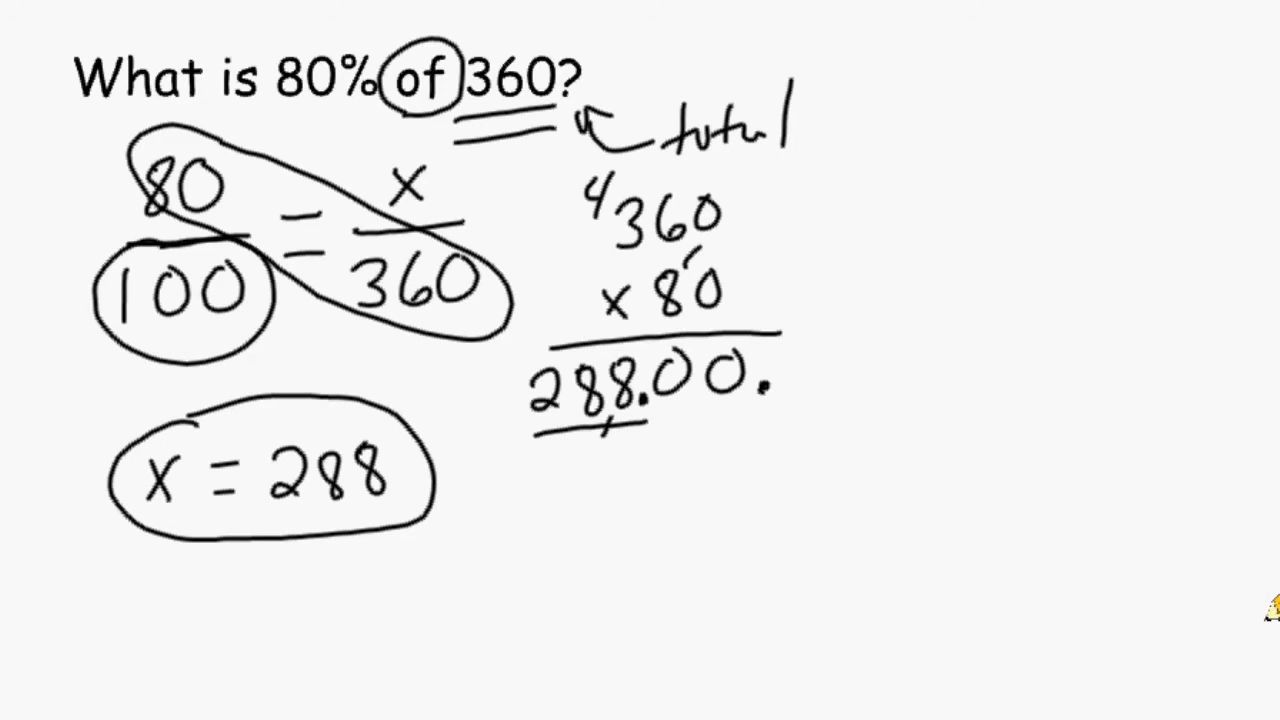 What is 80% of 360?
total
80 = x
100 360
4
360
x 80
288.00.
x = 288